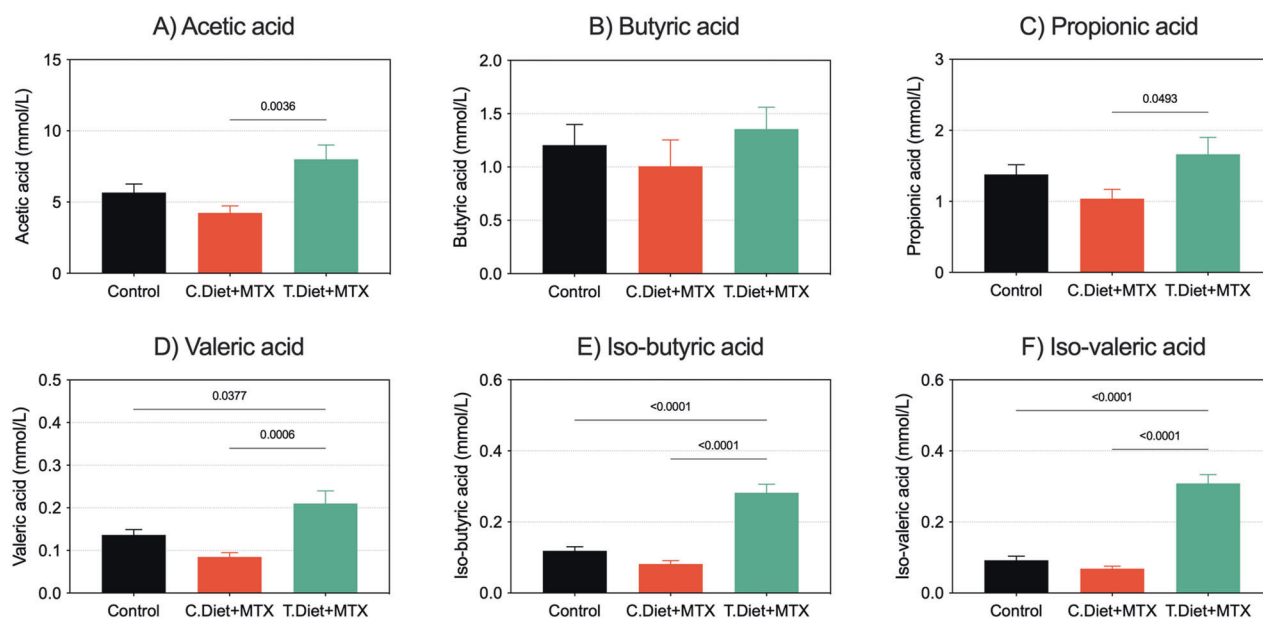 A) Acetic acid
Acetic acid (mmol/L)
15
10
5
0
0.0036
Control
C.Diet+MTX
T.Diet+MTX
B) Butyric acid
Butyric acid (mmol/L)
2.0
1.5
1.0
0.5
0.0
Control
C.Diet+MTX
T.Diet+MTX
C) Propionic acid
Propionic acid (mmol/L)
3
2
1
0
0.0493
Control
C.Diet+MTX
T.Diet+MTX
D) Valeric acid
Valeric acid (mmol/L)
0.5
0.4
0.3
0.2
0.1
0.0
0.0377
0.0006
Control
C.Diet+MTX
T.Diet+MTX
E) Iso-butyric acid
Iso-butyric acid (mmol/L)
0.6
0.4
0.2
0.0
<0.0001
<0.0001
Control
C.Diet+MTX
T.Diet+MTX
F) Iso-valeric acid
Iso-valeric acid (mmol/L)
0.6
0.4
0.2
0.0
<0.0001
<0.0001
Control
C.Diet+MTX
T.Diet+MTX